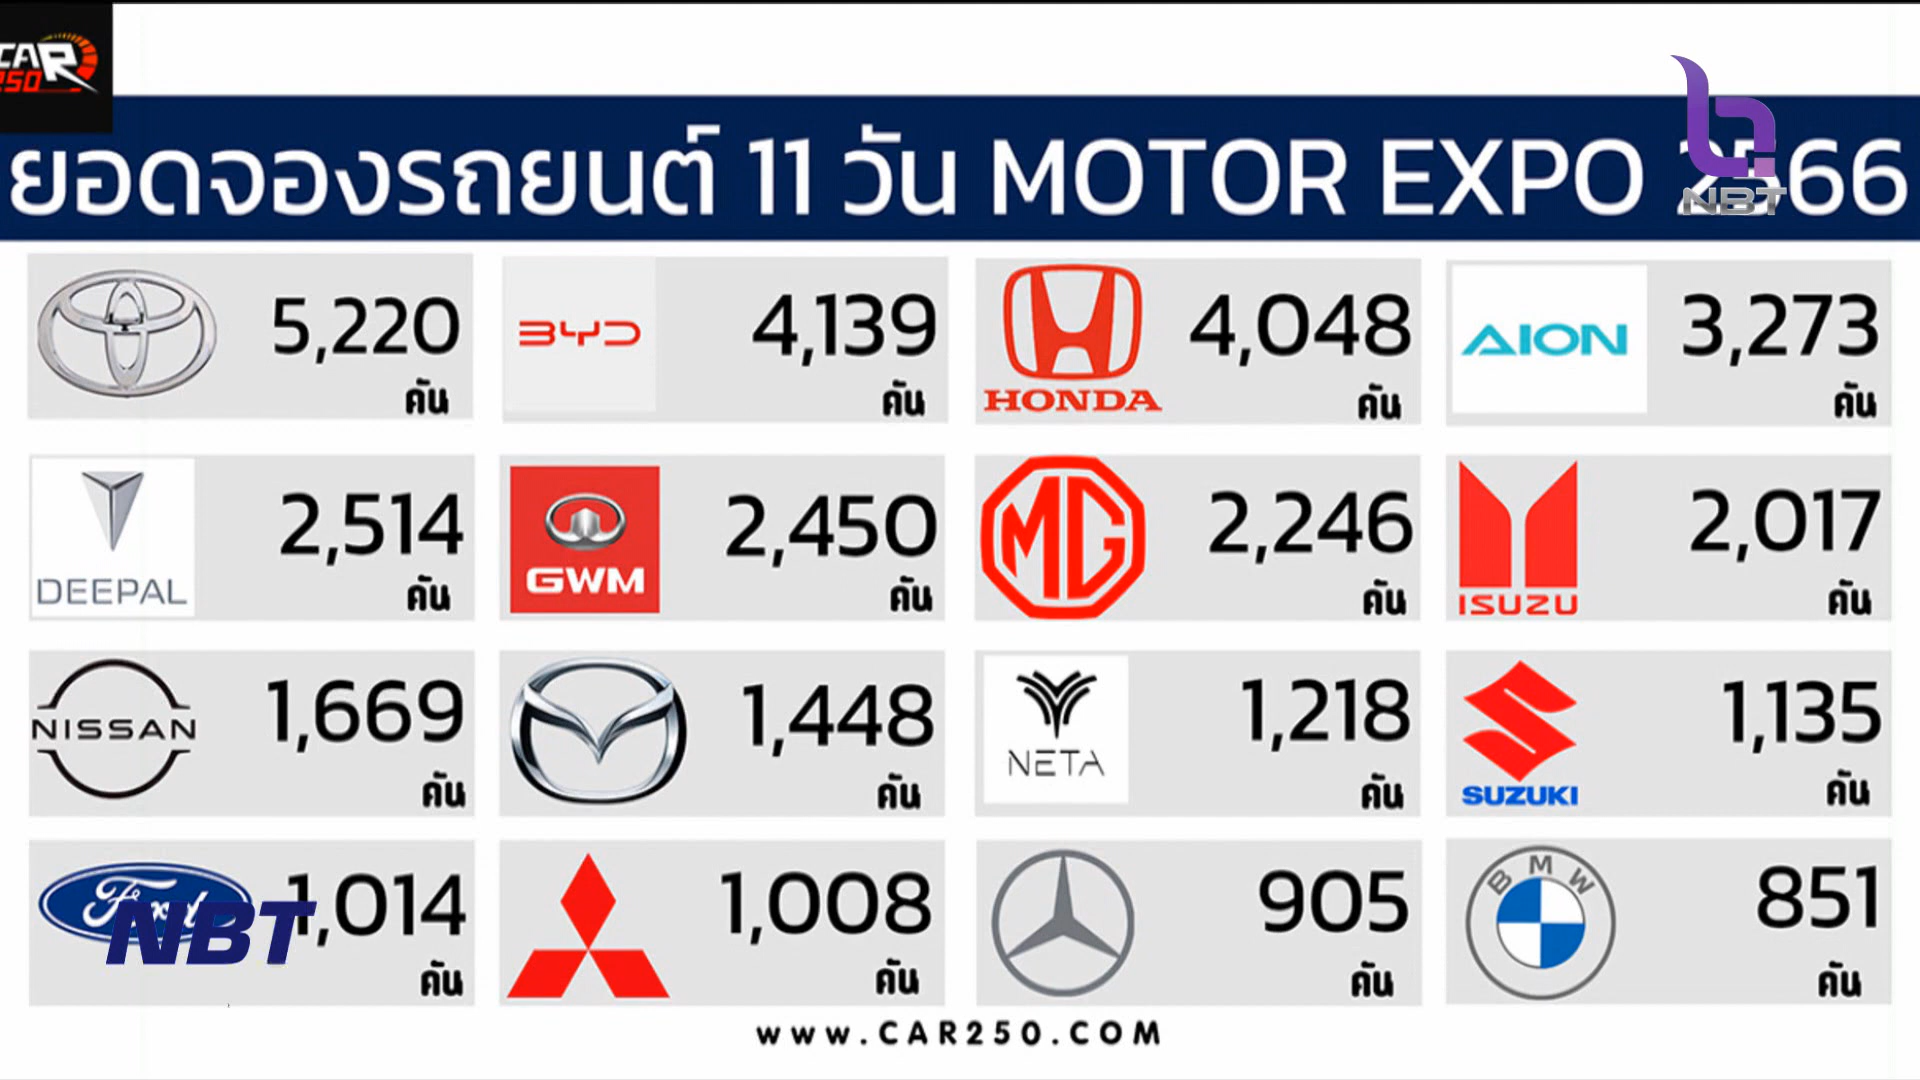 CAR
250
NBT
ยอดจองรถยนต์ 11 วัน MOTOR EXPO 2566
5,220
คัน
BYD
4,139
คัน
HONDA
4,048
คัน
AION
3,273
คัน
DEEPAL
2,514
คัน
GWM
2,450
คัน
MG
2,246
คัน
ISUZU
2,017
คัน
NISSAN
1,669
คัน
1,448
คัน
NETA
1,218
คัน
SUZUKI
1,135
คัน
Ford
NBT
1,014
คัน
1,008
คัน
905
คัน
BMW
851
คัน
www.CAR250.COM